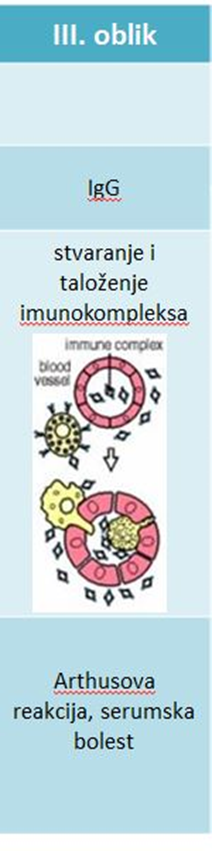 III. oblik
IgG
stvaranje i
taloženje
imunokompleksa
immune complex
blood
vessel
Arthusova
reakcija, serumska
bolest